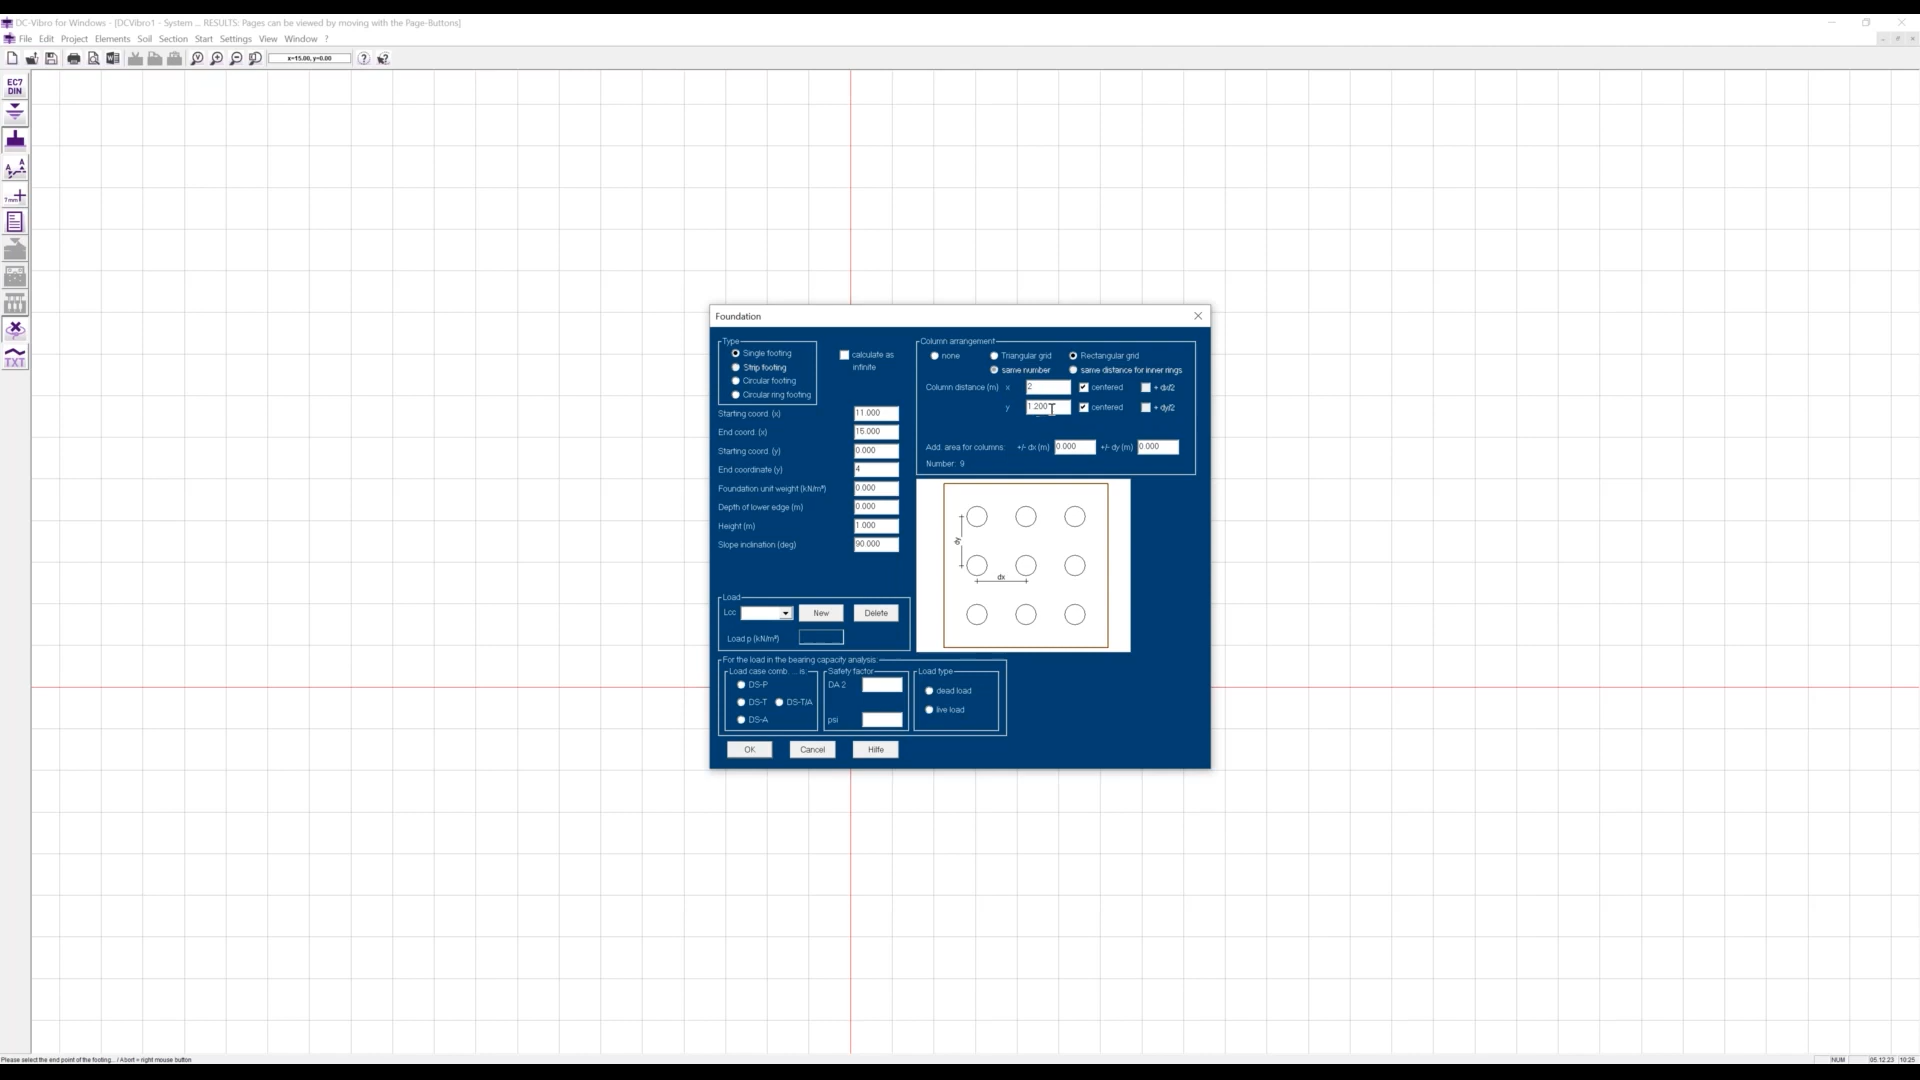 DC-Vibro for Windows - [DCVibro1 - System ... RESULTS: Pages can be viewed by moving with the Page-Buttons]
File Edit Project Elements Soil Section Start Settings View Window ?
x=15.00, y=0.00
EC7
DIN
A
A
7mm
TXT
Foundation
Type
Single footing
Strip footing
Circular footing
Circular ring footing
calculate as
infinite
Starting coord. (x) 11.000
End coord. (x) 15.000
Starting coord. (y) 0.000
End coordinate (y) 4
Foundation unit weight (kN/m³) 0.000
Depth of lower edge (m) 0.000
Height (m) 1.000
Slope inclination (deg) 90.000
Column arrangement
none Triangular grid Rectangular grid
same number same distance for inner rings
Column distance (m) x 2 centered + dx/2
y 1.200 centered + dy/2
Add. area for columns: +/- dx (m) 0.000 +/- dy (m) 0.000
Number: 9
dy
dx
Load
Lcc New Delete
Load p (kN/m²)
For the load in the bearing capacity analysis:
Load case comb. ... is:
DS-P
DS-T DS-T/A
DS-A
Safety factor
DA 2
psi
Load type
dead load
live load
OK Cancel Hilfe
Please select the end point of the footing... / Abort = right mouse button
NUM 05.12.23 10:25